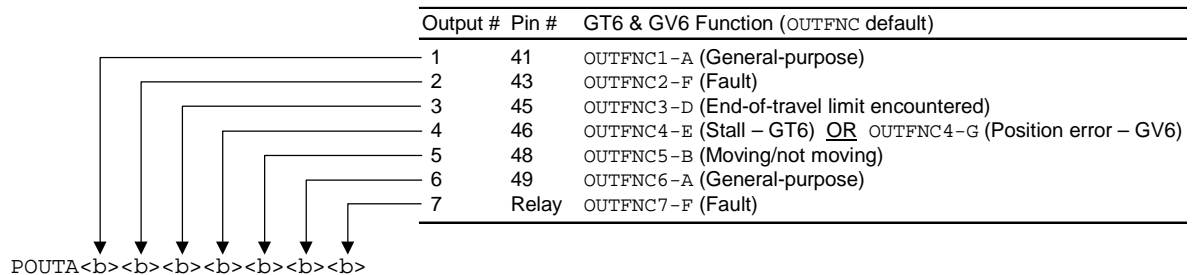 Output # Pin # GT6 & GV6 Function (OUTFNC default)
1 41 OUTFNC1-A (General-purpose)
2 43 OUTFNC2-F (Fault)
3 45 OUTFNC3-D (End-of-travel limit encountered)
4 46 OUTFNC4-E (Stall – GT6) OR OUTFNC4-G (Position error – GV6)
5 48 OUTFNC5-B (Moving/not moving)
6 49 OUTFNC6-A (General-purpose)
7 Relay OUTFNC7-F (Fault)
POUTA<b><b><b><b><b><b><b>